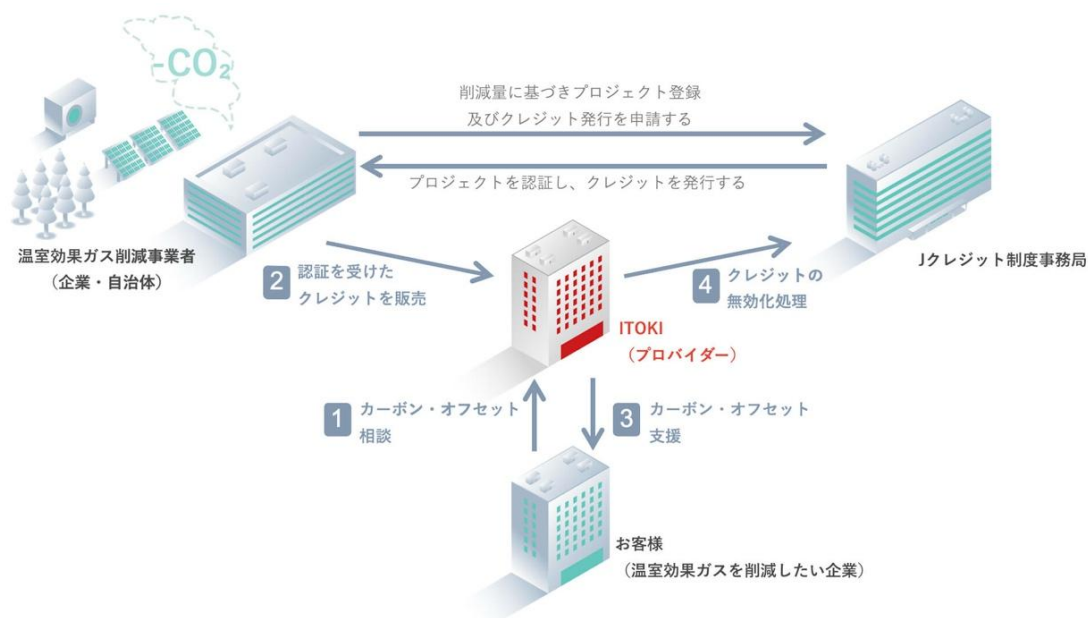 -CO₂
削減量に基づきプロジェクト登録
及びクレジット発行を申請する
プロジェクトを認証し、クレジットを発行する
温室効果ガス削減事業者
（企業・自治体）
Jクレジット制度事務局
2 認証を受けた
クレジットを販売
4 クレジットの
無効化処理
ITOKI
（プロバイダー）
1 カーボン・オフセット
相談
3 カーボン・オフセット
支援
お客様
（温室効果ガスを削減したい企業）